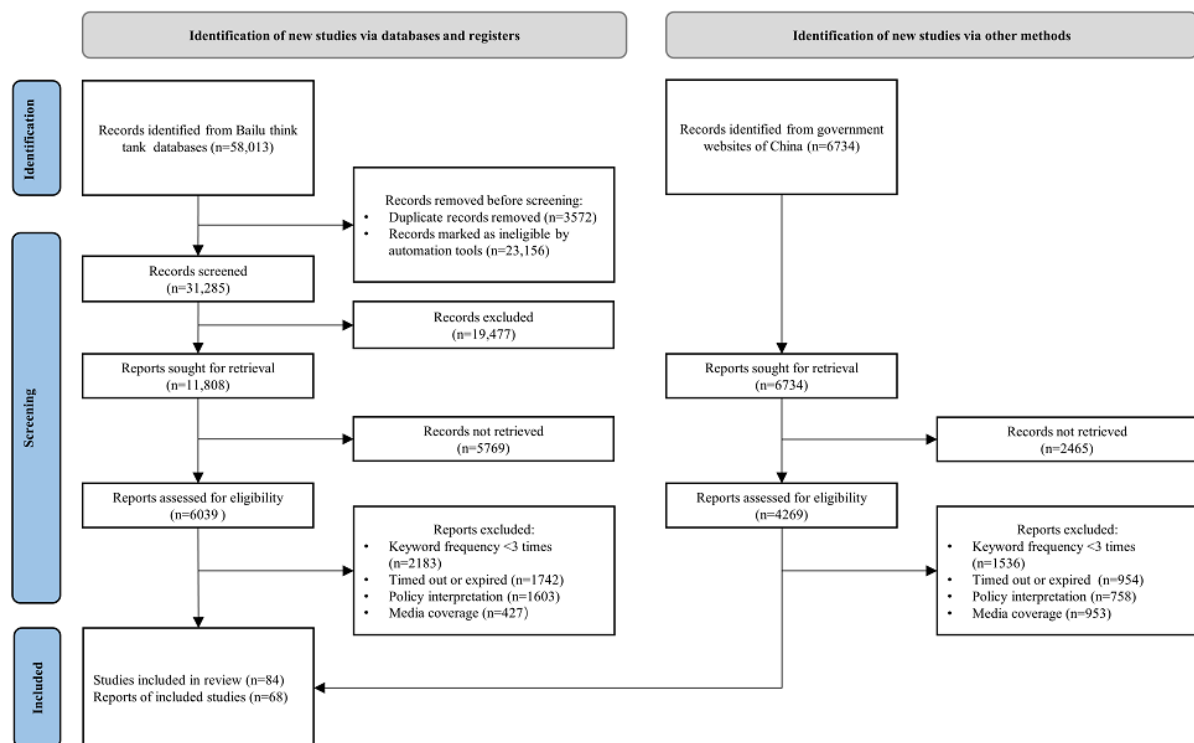 Identification of new studies via databases and registers
Identification of new studies via other methods
Identification
Records identified from Bailu think
tank databases (n=58,013)
Records identified from government
websites of China (n=6734)
Records removed before screening:
• Duplicate records removed (n=3572)
• Records marked as ineligible by
automation tools (n=23,156)
Screening
Records screened
(n=31,285)
Records excluded
(n=19,477)
Reports sought for retrieval
(n=11,808)
Reports sought for retrieval
(n=6734)
Records not retrieved
(n=5769)
Records not retrieved
(n=2465)
Reports assessed for eligibility
(n=6039 )
Reports assessed for eligibility
(n=4269)
Reports excluded:
• Keyword frequency <3 times
(n=2183)
• Timed out or expired (n=1742)
• Policy interpretation (n=1603)
• Media coverage (n=427)
Reports excluded:
• Keyword frequency <3 times
(n=1536)
• Timed out or expired (n=954)
• Policy interpretation (n=758)
• Media coverage (n=953)
Included
Studies included in review (n=84)
Reports of included studies (n=68)